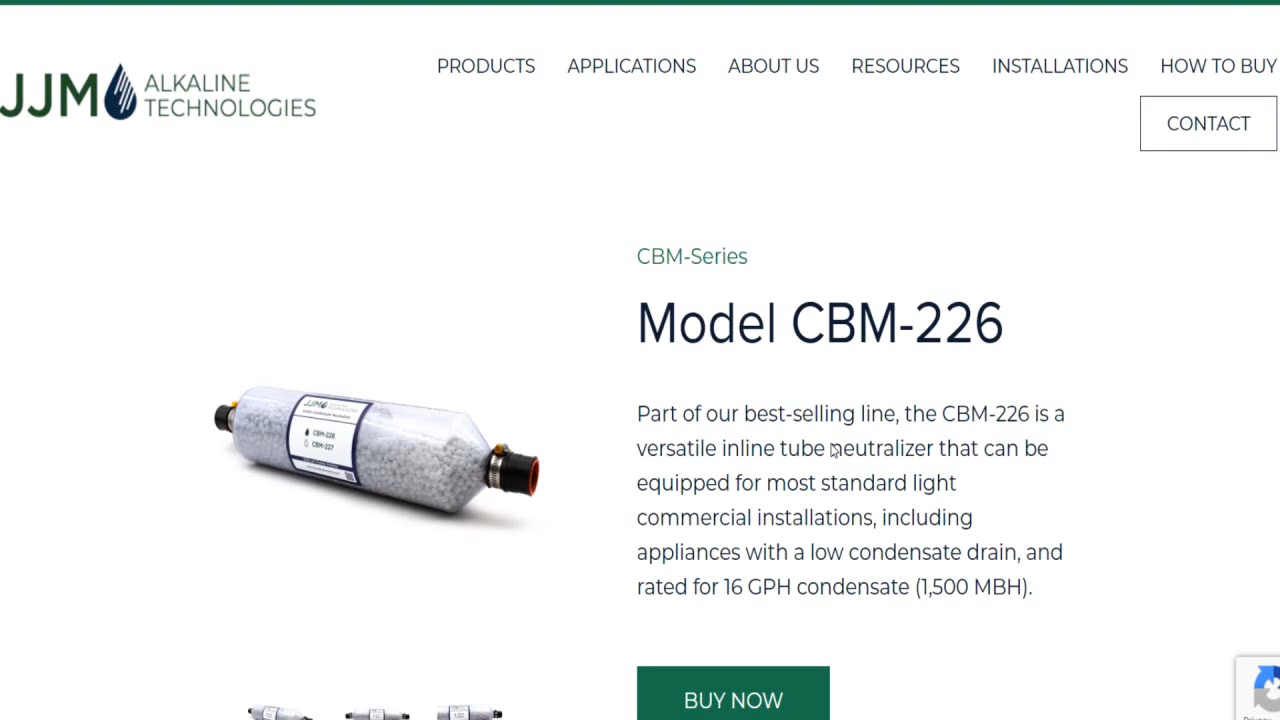 PRODUCTS APPLICATIONS ABOUT US RESOURCES INSTALLATIONS HOW TO BUY
JJM ALKALINE
TECHNOLOGIES
CONTACT
CBM-Series
Model CBM-226
Part of our best-selling line, the CBM-226 is a
versatile inline tube neutralizer that can be
equipped for most standard light
commercial installations, including
appliances with a low condensate drain, and
rated for 16 GPH condensate (1,500 MBH).
JJM
CBM-226
CBM-227
BUY NOW